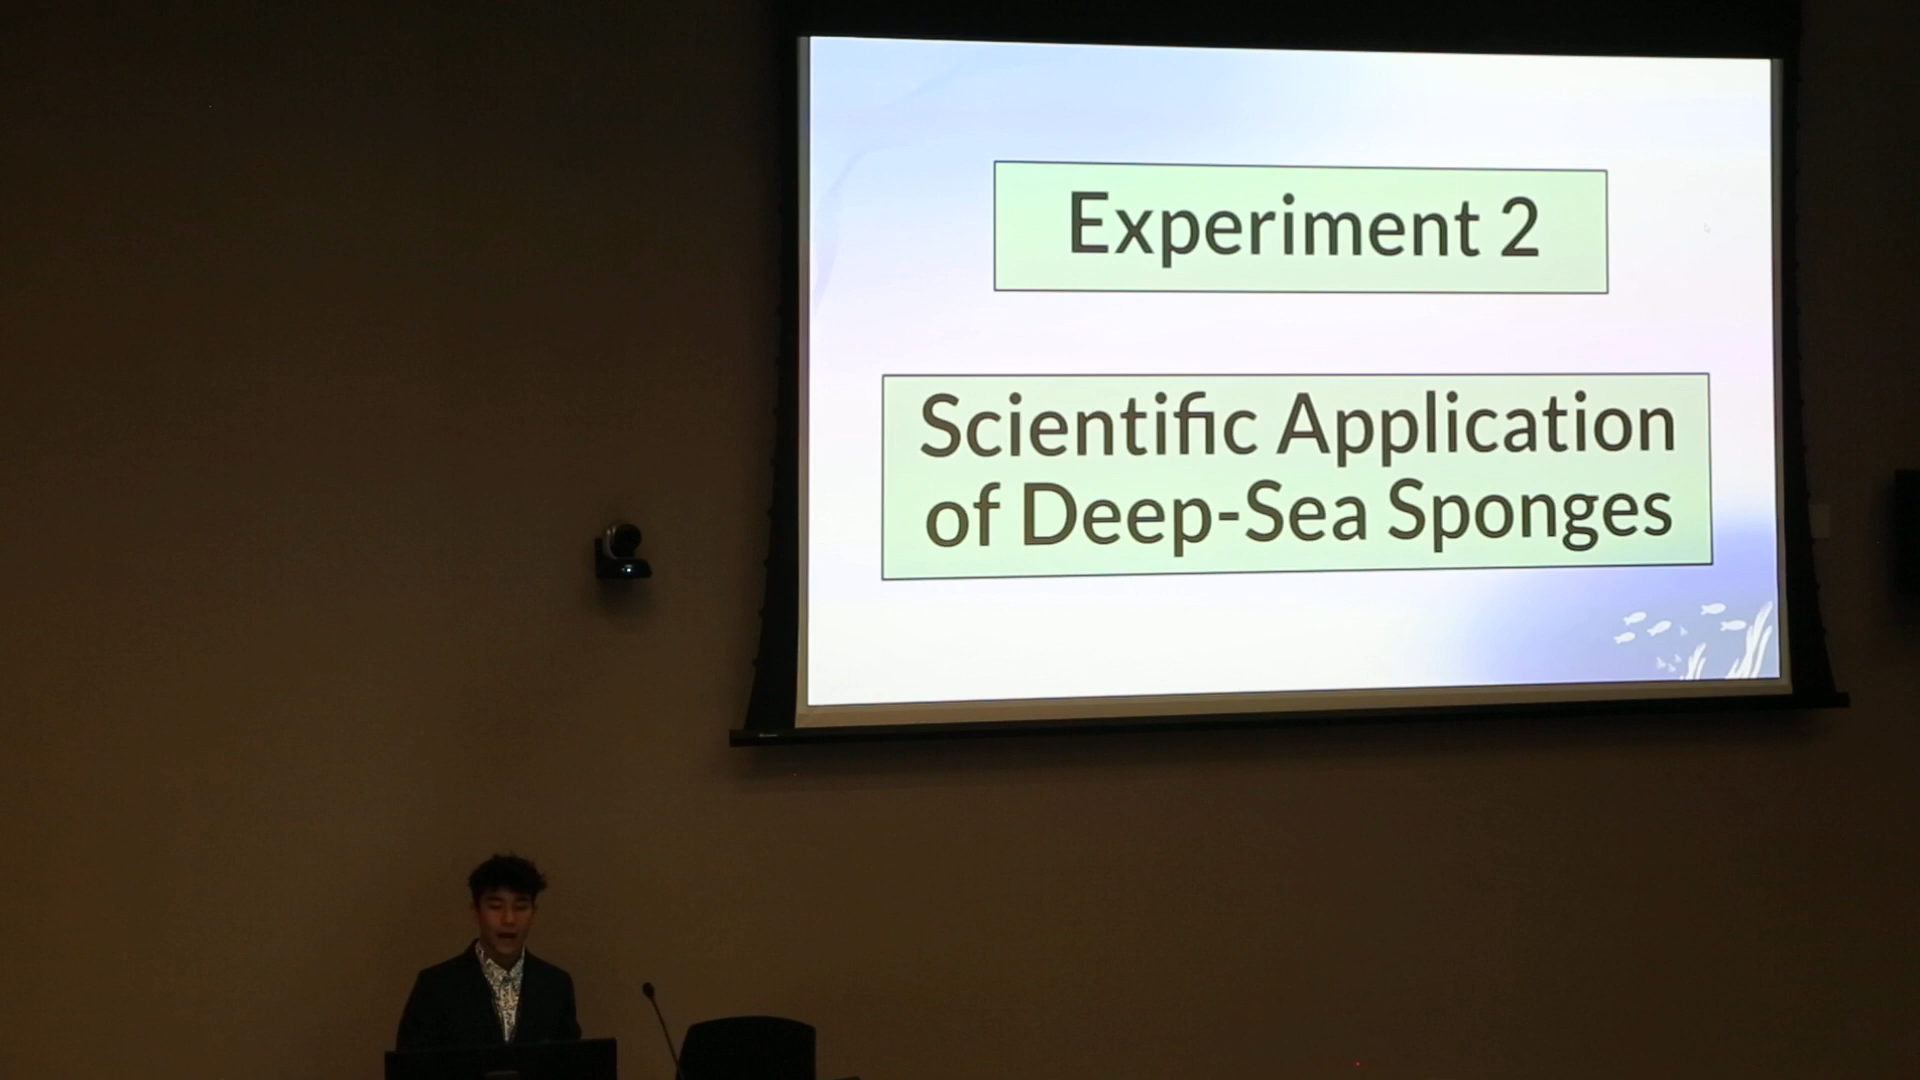 Experiment 2
Scientific Application
of Deep-Sea Sponges